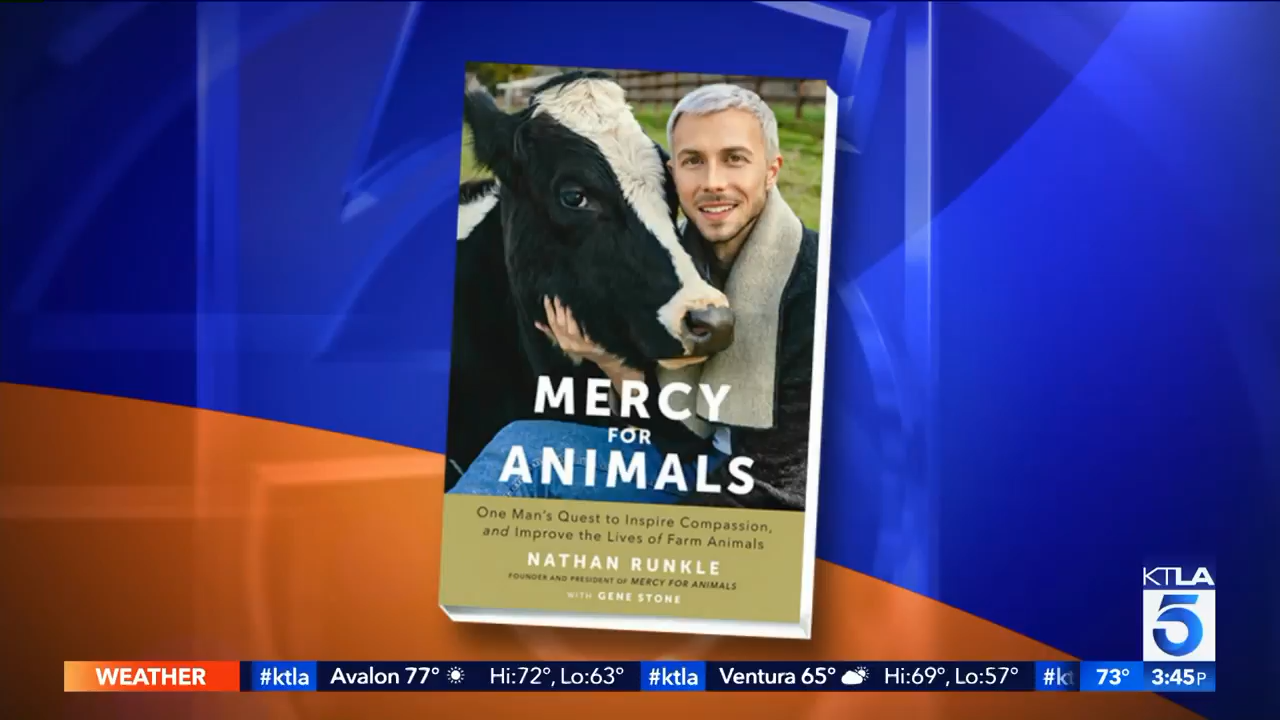 MERCY
FOR
ANIMALS
One Man's Quest to Inspire Compassion,
and Improve the Lives of Farm Animals
NATHAN RUNKLE
FOUNDER AND PRESIDENT OF MERCY FOR ANIMALS
WITH GENE STONE
KTLA
5
WEATHER #ktla Avalon 77° Hi:72°, Lo:63° #ktla Ventura 65° Hi:69°, Lo:57° #kt 73° 3:45P